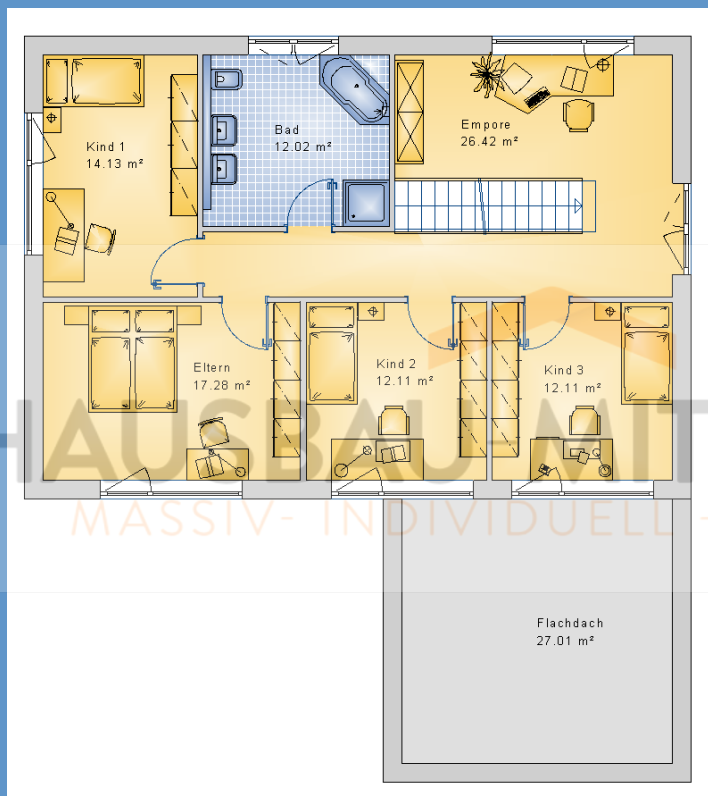 Kind 1
14.13 m²
Bad
12.02 m²
Empore
26.42 m²
Eltern
17.28 m²
Kind 2
12.11 m²
Kind 3
12.11 m²
HAUSBAU-MIT
MASSIV- INDIVIDUELL -
Flachdach
27.01 m²